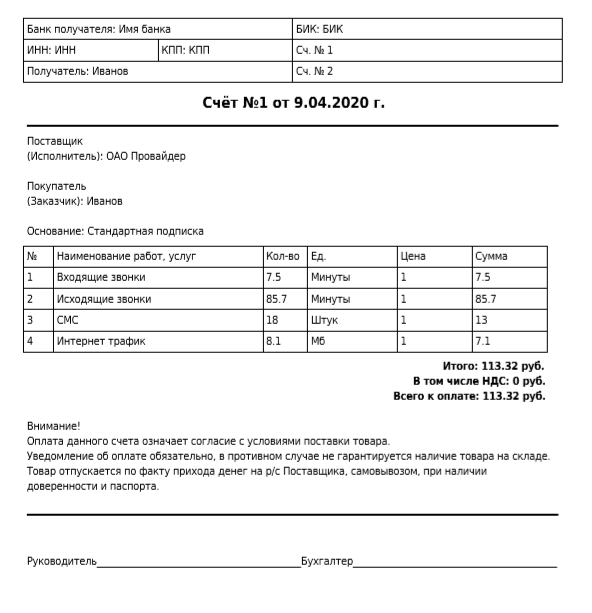 Банк получателя: Имя банка БИК: БИК
ИНН: ИНН КПП: КПП Сч. № 1
Получатель: Иванов Сч. № 2
Счёт №1 от 9.04.2020 г.
Поставщик
(Исполнитель): ОАО Провайдер
Покупатель
(Заказчик): Иванов
Основание: Стандартная подписка
№ Наименование работ, услуг Кол-во Ед. Цена Сумма
1 Входящие звонки 7.5 Минуты 1 7.5
2 Исходящие звонки 85.7 Минуты 1 85.7
3 СМС 18 Штук 1 13
4 Интернет трафик 8.1 Мб 1 7.1
Итого: 113.32 руб.
В том числе НДС: 0 руб.
Всего к оплате: 113.32 руб.
Внимание!
Оплата данного счета означает согласие с условиями поставки товара.
Уведомление об оплате обязательно, в противном случае не гарантируется наличие товара на складе.
Товар отпускается по факту прихода денег на р/с Поставщика, самовывозом, при наличии
доверенности и паспорта.
Руководитель Бухгалтер